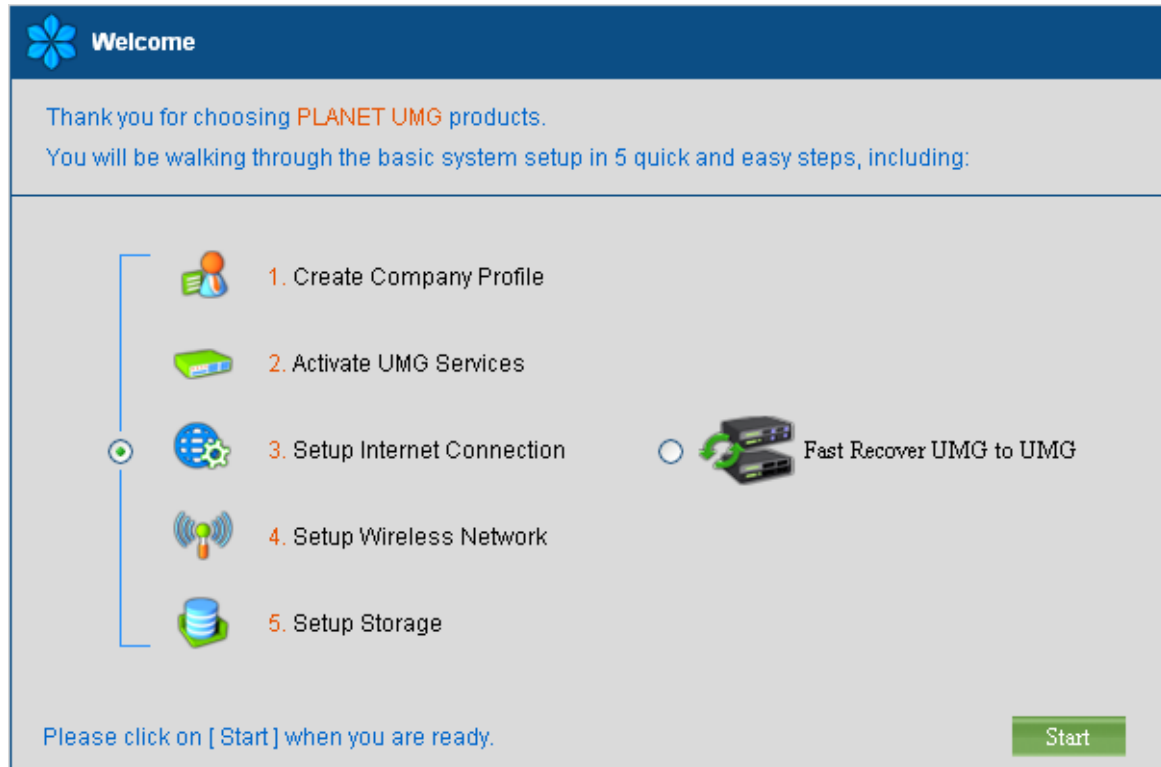 Welcome
Thank you for choosing PLANET UMG products.
You will be walking through the basic system setup in 5 quick and easy steps, including:
1. Create Company Profile
2. Activate UMG Services
3. Setup Internet Connection
Fast Recover UMG to UMG
4. Setup Wireless Network
5. Setup Storage
Please click on [ Start ] when you are ready.
Start